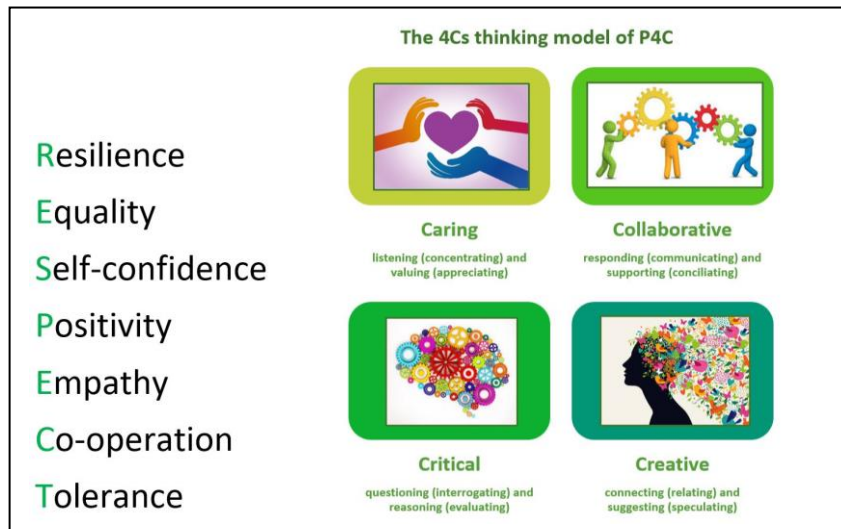 The 4Cs thinking model of P4C
Resilience
Equality
Self-confidence
Positivity
Empathy
Co-operation
Tolerance
Caring
listening (concentrating) and
valuing (appreciating)
Collaborative
responding (communicating) and
supporting (conciliating)
Critical
questioning (interrogating) and
reasoning (evaluating)
Creative
connecting (relating) and
suggesting (speculating)